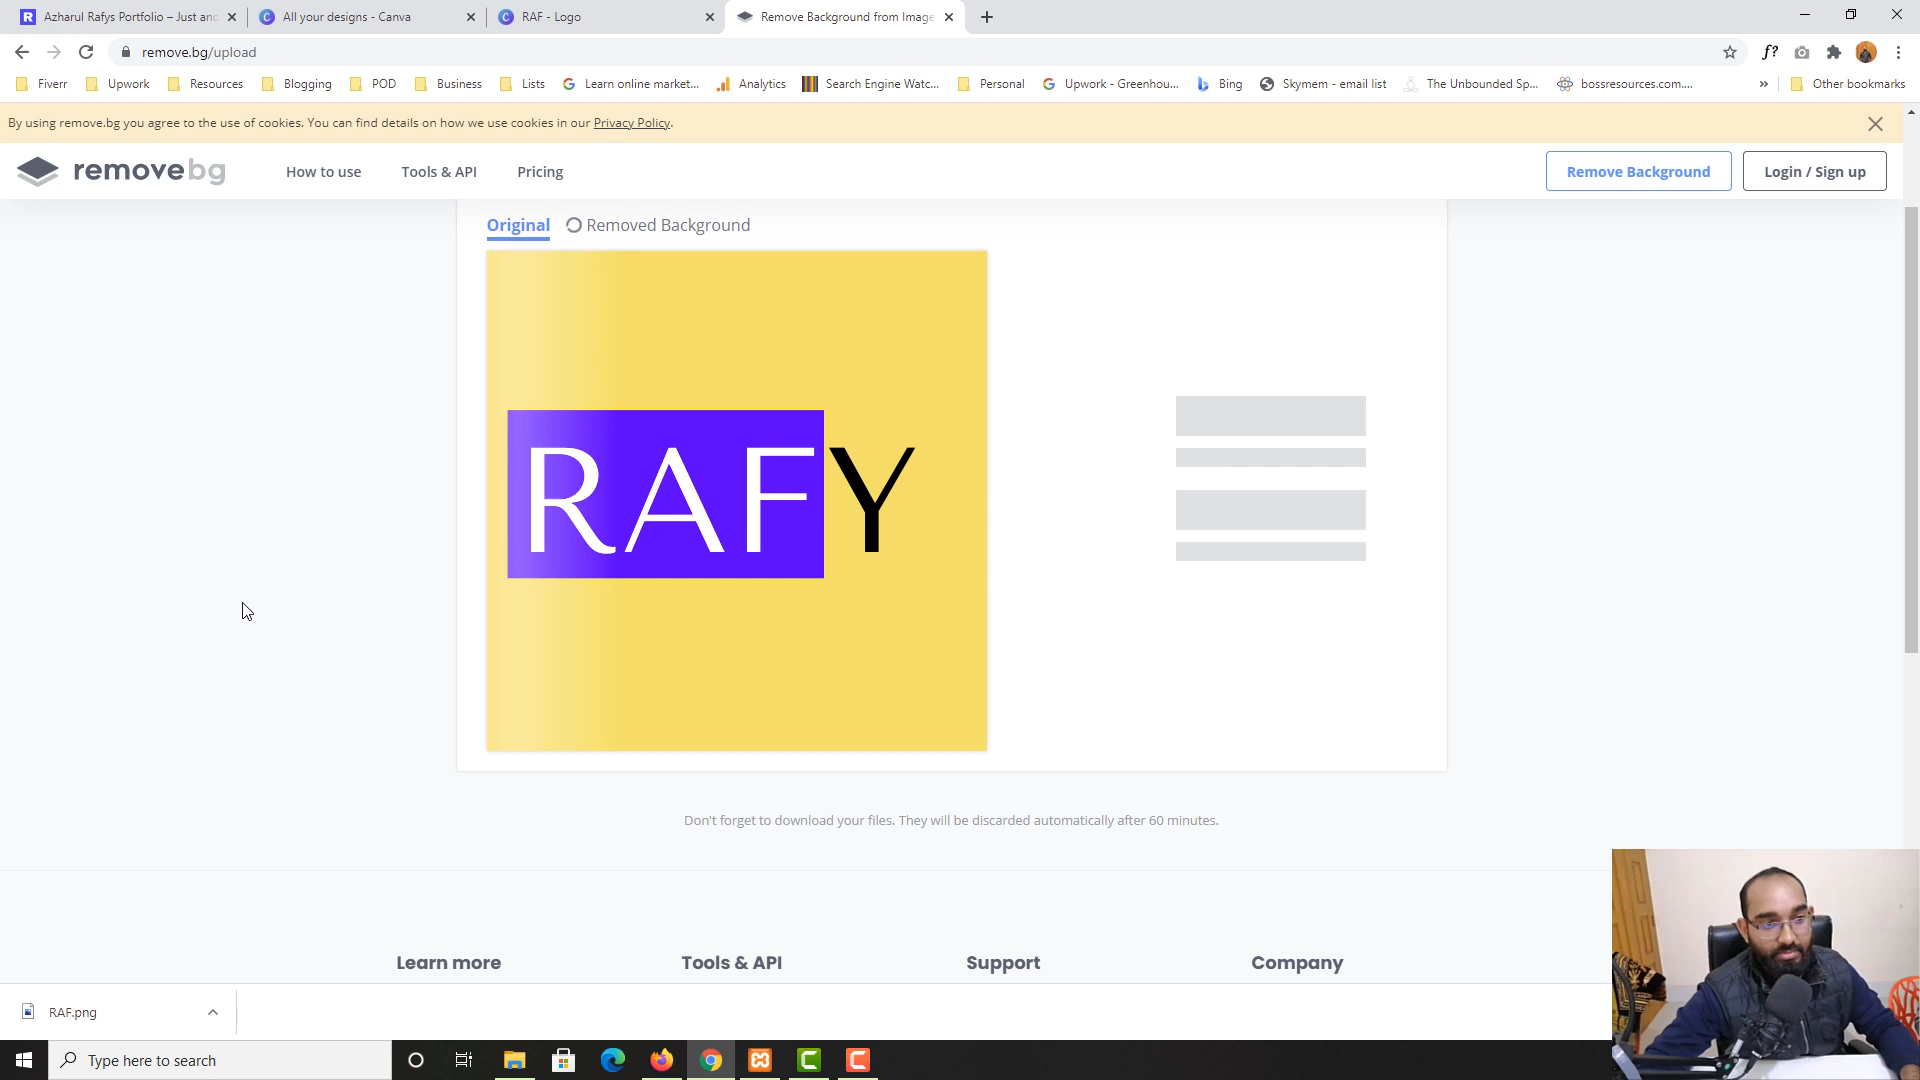 Azharul Rafys Portfolio – Just ano
All your designs - Canva
RAF - Logo
Remove Background from Image
remove.bg/upload
f?
Fiverr
Upwork
Resources
Blogging
POD
Business
Lists
Learn online market...
Analytics
Search Engine Watc...
Personal
Upwork - Greenhou...
Bing
Skymem - email list
The Unbounded Sp...
bossresources.com....
»
Other bookmarks
By using remove.bg you agree to the use of cookies. You can find details on how we use cookies in our Privacy Policy.
removebg
How to use
Tools & API
Pricing
Remove Background
Login / Sign up
Original
Removed Background
RAFY
Don't forget to download your files. They will be discarded automatically after 60 minutes.
Learn more
Tools & API
Support
Company
RAF.png
Type here to search